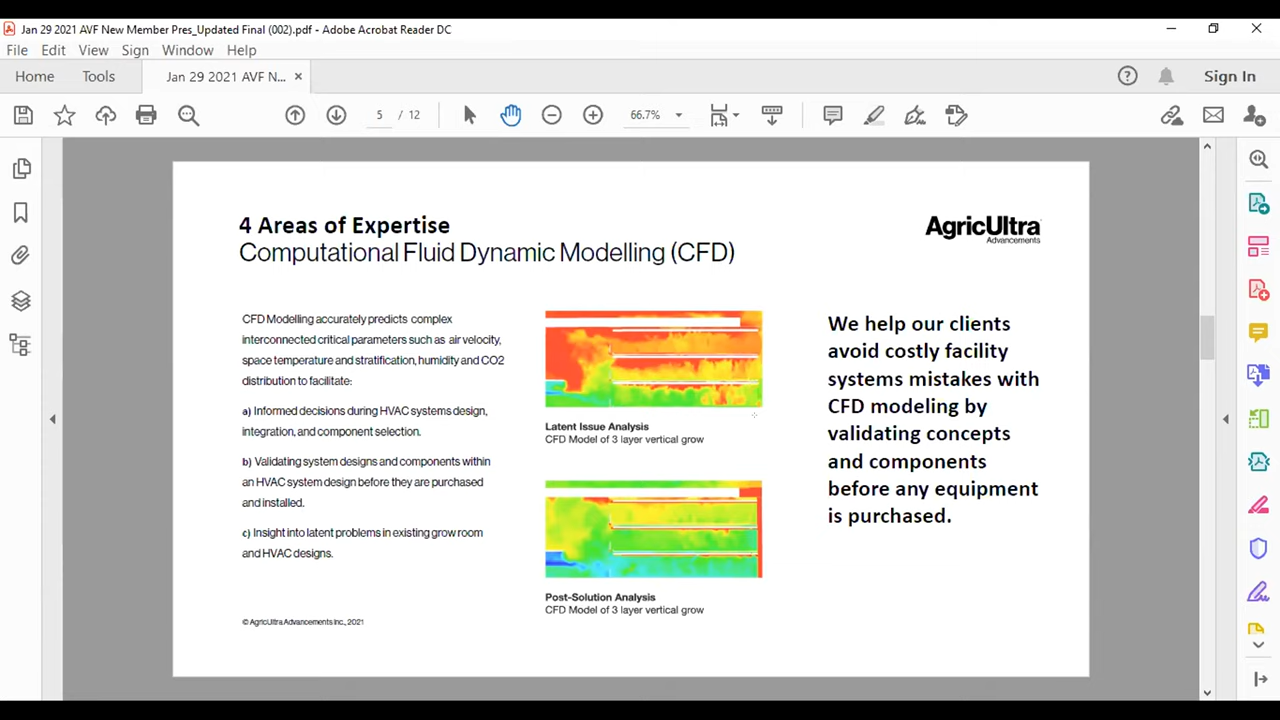 Jan 29 2021 AVF New Member Pres_Updated Final (002).pdf - Adobe Acrobat Reader DC
File Edit View Sign Window Help
Home Tools Jan 29 2021 AVF N... × Sign In
5 / 12 66.7%
4 Areas of Expertise
Computational Fluid Dynamic Modelling (CFD)
AgricUltra
Advancements
CFD Modelling accurately predicts complex
interconnected critical parameters such as air velocity,
space temperature and stratification, humidity and CO2
distribution to facilitate:
a) Informed decisions during HVAC systems design,
integration, and component selection.
b) Validating system designs and components within
an HVAC system design before they are purchased
and installed.
c) Insight into latent problems in existing grow room
and HVAC designs.
© AgricUltra Advancements Inc., 2021
Latent Issue Analysis
CFD Model of 3 layer vertical grow
Post-Solution Analysis
CFD Model of 3 layer vertical grow
We help our clients
avoid costly facility
systems mistakes with
CFD modeling by
validating concepts
and components
before any equipment
is purchased.